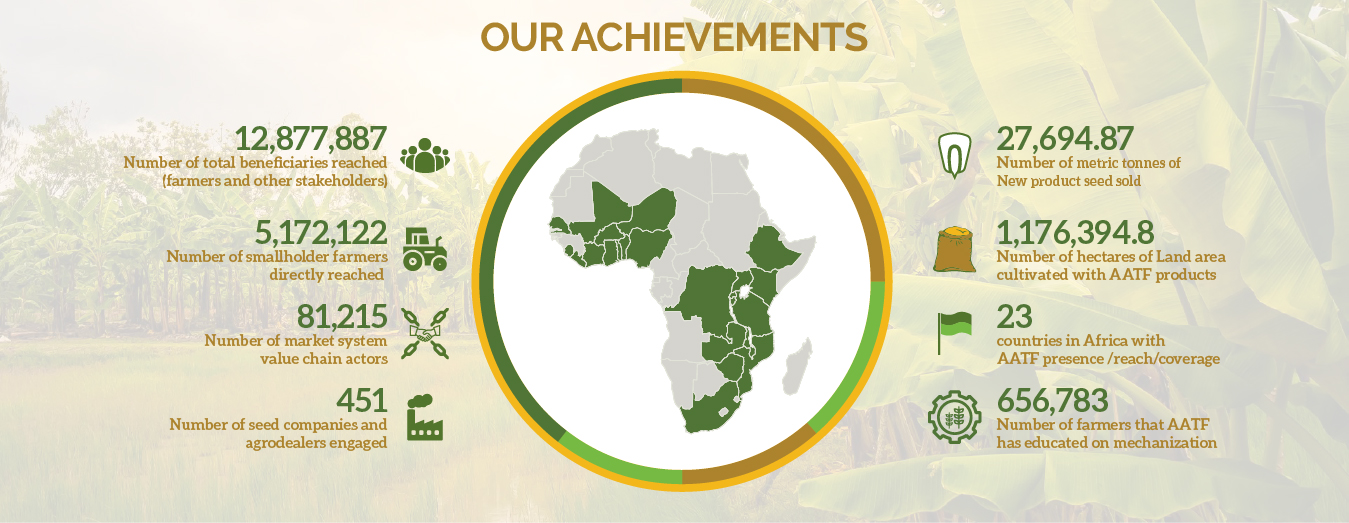 OUR ACHIEVEMENTS
12,877,887
Number of total beneficiaries reached
(farmers and other stakeholders)
5,172,122
Number of smallholder farmers
directly reached
81,215
Number of market system
value chain actors
451
Number of seed companies and
agrodealers engaged
27,694.87
Number of metric tonnes of
New product seed sold
1,176,394.8
Number of hectares of Land area
cultivated with AATF products
23
countries in Africa with
AATF presence /reach/coverage
656,783
Number of farmers that AATF
has educated on mechanization